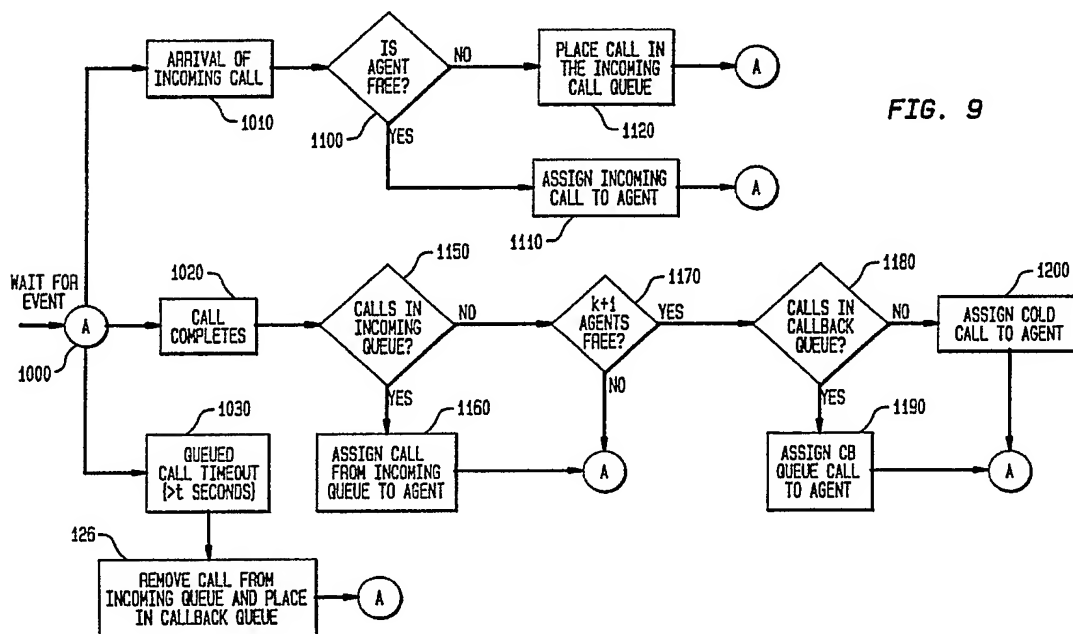 ARRIVAL OF
INCOMING CALL
1010
IS
AGENT
FREE?
1100
NO
YES
PLACE CALL IN
THE INCOMING
CALL QUEUE
1120
A
FIG. 9
ASSIGN INCOMING
CALL TO AGENT
1110
A
WAIT FOR
EVENT
A
1000
1020
CALL
COMPLETES
1150
CALLS IN
INCOMING
QUEUE?
NO
YES
1170
k+1
AGENTS
FREE?
YES
NO
1180
CALLS IN
CALLBACK
QUEUE?
NO
YES
1200
ASSIGN COLD
CALL TO AGENT
1160
ASSIGN CALL
FROM INCOMING
QUEUE TO AGENT
A
1190
ASSIGN CB
QUEUE CALL
TO AGENT
A
1030
QUEUED
CALL TIMEOUT
(>t SECONDS)
126
REMOVE CALL FROM
INCOMING QUEUE AND PLACE
IN CALLBACK QUEUE
A